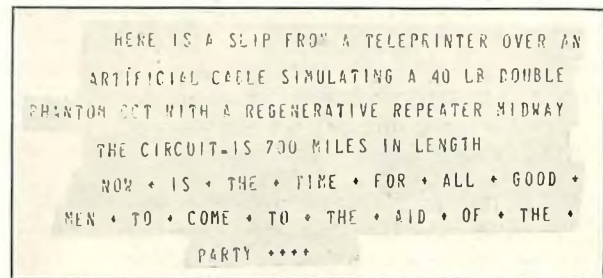 HERE IS A SLIP FROM A TELEPRINTER OVER AN
ARTIFICIAL CABLE SIMULATING A 40 LB DOUBLE
PHANTOM CCT WITH A REGENERATIVE REPEATER MIDWAY
THE CIRCUIT-IS 700 MILES IN LENGTH
NOW + IS + THE + TIME + FOR + ALL + GOOD +
MEN + TO + COME + TO + THE + AID + OF + THE +
PARTY ++++